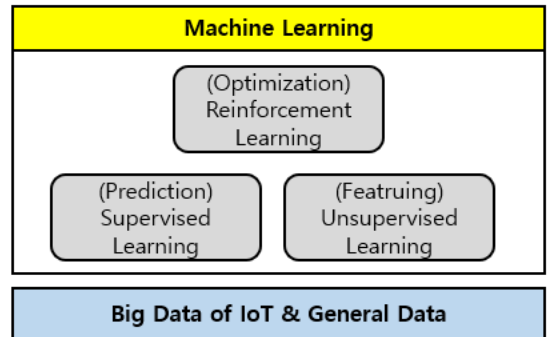 Machine Learning
(Optimization)
Reinforcement
Learning
(Prediction)
Supervised
Learning
(Featruing)
Unsupervised
Learning
Big Data of IoT & General Data